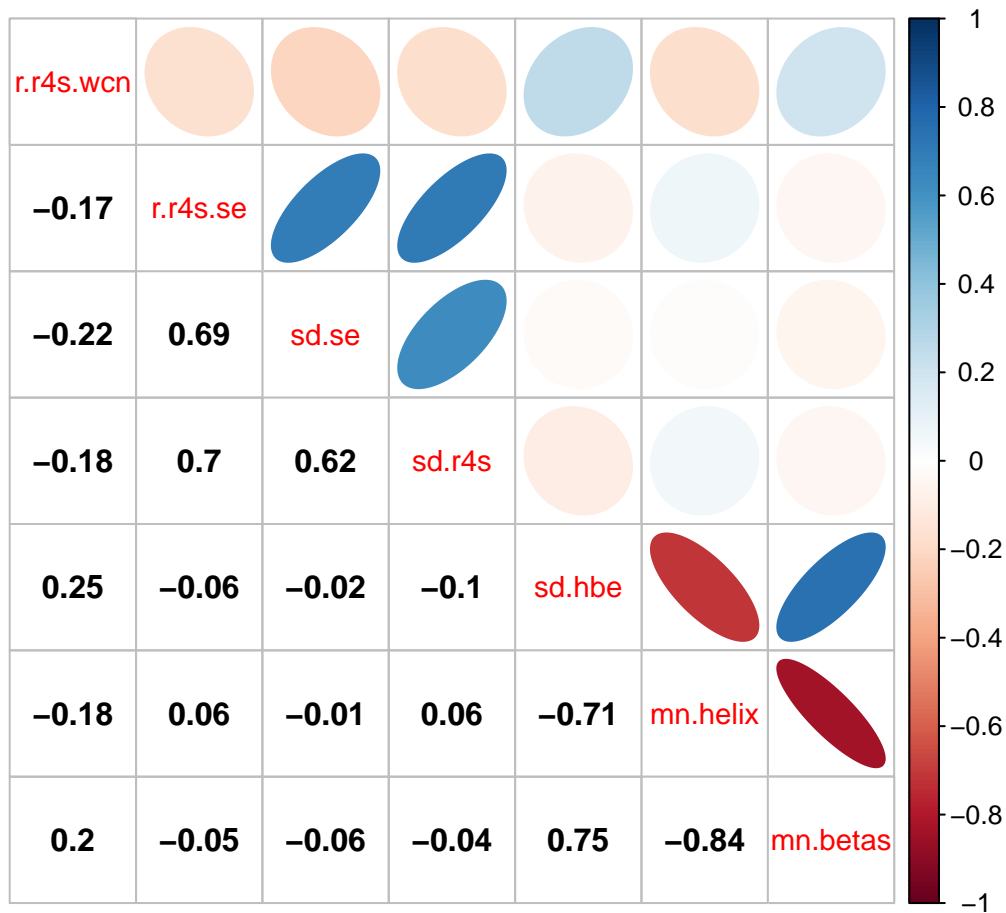 r.r4s.wcn
−0.17 r.r4s.se
−0.22 0.69 sd.se
−0.18 0.7 0.62 sd.r4s
0.25 −0.06 −0.02 −0.1 sd.hbe
−0.18 0.06 −0.01 0.06 −0.71 mn.helix
0.2 −0.05 −0.06 −0.04 0.75 −0.84 mn.betas
1
0.8
0.6
0.4
0.2
0
−0.2
−0.4
−0.6
−0.8
−1